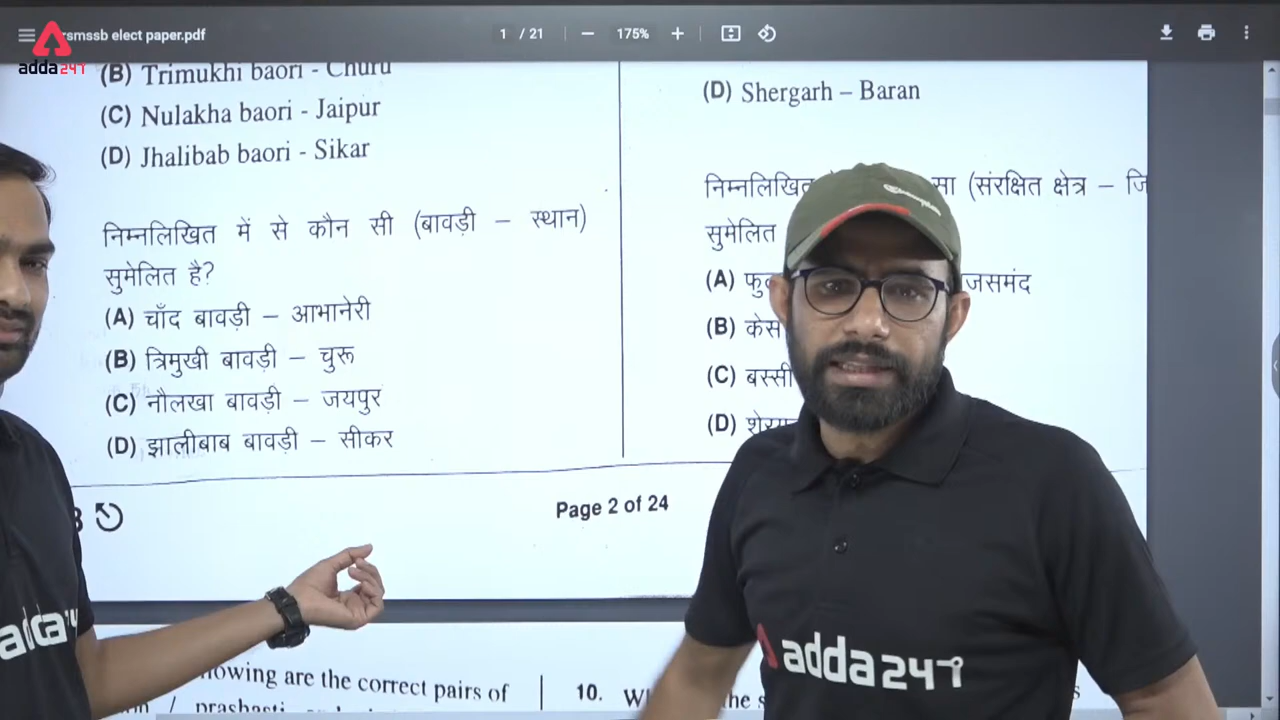 rsmssb elect paper.pdf
1 / 21
175%
adda247
(B) Trimukhi baori - Churu
(C) Nulakha baori - Jaipur
(D) Jhalibab baori - Sikar
निम्नलिखित में से कौन सी (बावड़ी – स्थान)
सुमेलित है?
(A) चाँद बावड़ी – आभानेरी
(B) त्रिमुखी बावड़ी – चुरू
(C) नौलखा बावड़ी – जयपुर
(D) झालीबाब बावड़ी – सीकर
(D) Shergarh – Baran
निम्नलिखित सा (संरक्षित क्षेत्र –
सुमेलित
(A)
(B)
(C) बस्सी
(D)
Page 2 of 24
are the correct pairs of
prashasti
10.
the
adda247
adda247